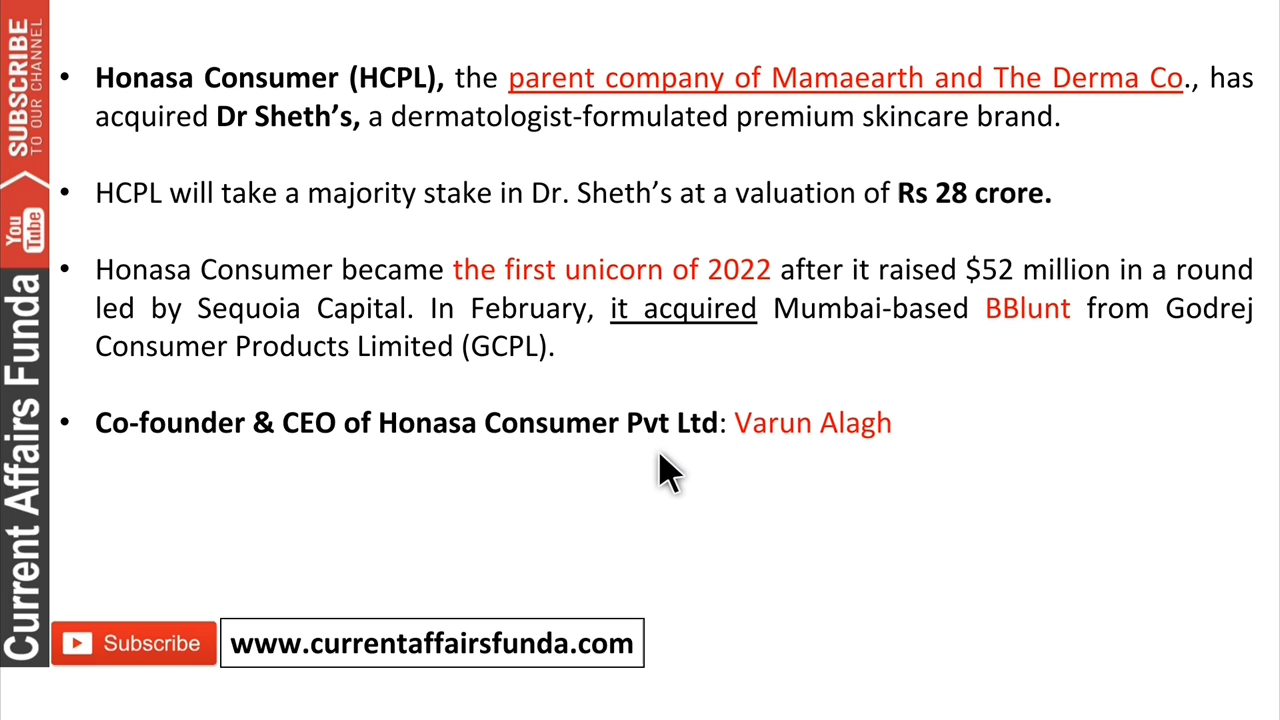 SUBSCRIBE
TO OUR CHANNEL
You
Tube
Current Affairs Funda
• Honasa Consumer (HCPL), the parent company of Mamaearth and The Derma Co., has
acquired Dr Sheth’s, a dermatologist-formulated premium skincare brand.
• HCPL will take a majority stake in Dr. Sheth’s at a valuation of Rs 28 crore.
• Honasa Consumer became the first unicorn of 2022 after it raised $52 million in a round
led by Sequoia Capital. In February, it acquired Mumbai-based BBlunt from Godrej
Consumer Products Limited (GCPL).
• Co-founder & CEO of Honasa Consumer Pvt Ltd: Varun Alagh
Subscribe
www.currentaffairsfunda.com